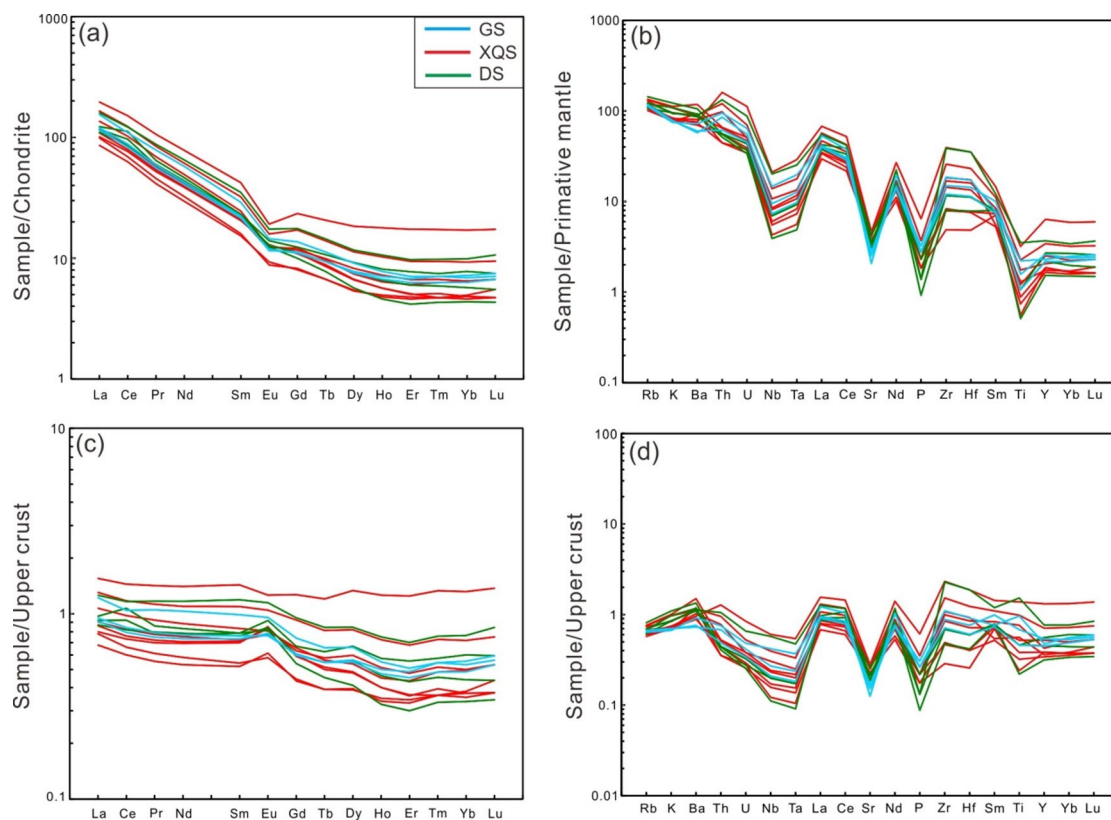 (a)
GS
XQS
DS
Sample/Chondrite
1000
100
10
1
La Ce Pr Nd Sm Eu Gd Tb Dy Ho Er Tm Yb Lu
(b)
Sample/Primative mantle
1000
100
10
1
0.1
Rb K Ba Th U Nb Ta La Ce Sr Nd P Zr Hf Sm Ti Y Yb Lu
(c)
Sample/Upper crust
10
1
0.1
La Ce Pr Nd Sm Eu Gd Tb Dy Ho Er Tm Yb Lu
(d)
Sample/Upper crust
100
10
1
0.1
0.01
Rb K Ba Th U Nb Ta La Ce Sr Nd P Zr Hf Sm Ti Y Yb Lu